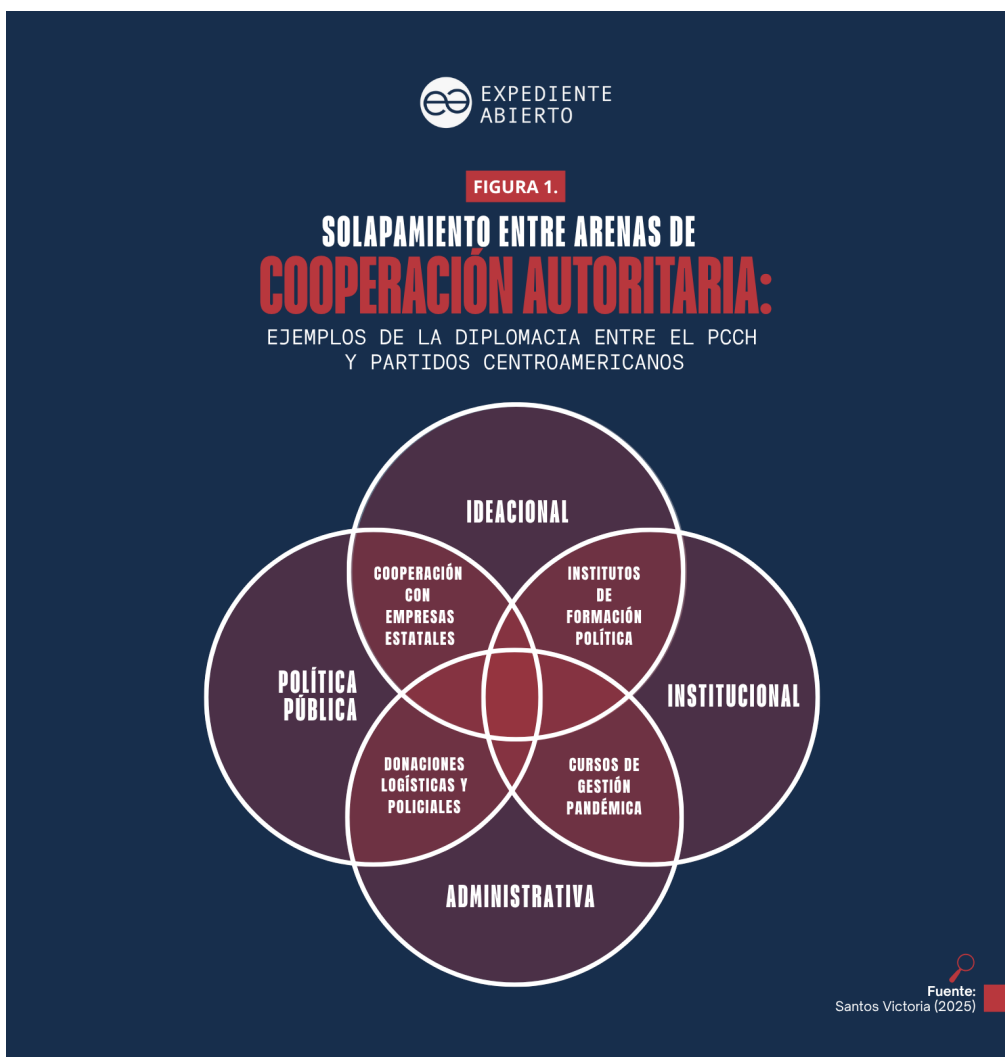 EXPEDIENTE
ABIERTO
FIGURA 1.
SOLAPAMIENTO ENTRE ARENAS DE
COOPERACIÓN AUTORITARIA:
EJEMPLOS DE LA DIPLOMACIA ENTRE EL PCCH
Y PARTIDOS CENTROAMERICANOS
IDEACIONAL
COOPERACIÓN
CON
EMPRESAS
ESTATALES
INSTITUTOS
DE
FORMACIÓN
POLÍTICA
POLÍTICA
PÚBLICA
INSTITUCIONAL
DONACIONES
LOGÍSTICAS Y
POLICIALES
CURSOS DE
GESTIÓN
PANDÉMICA
ADMINISTRATIVA
Fuente:
Santos Victoria (2025)